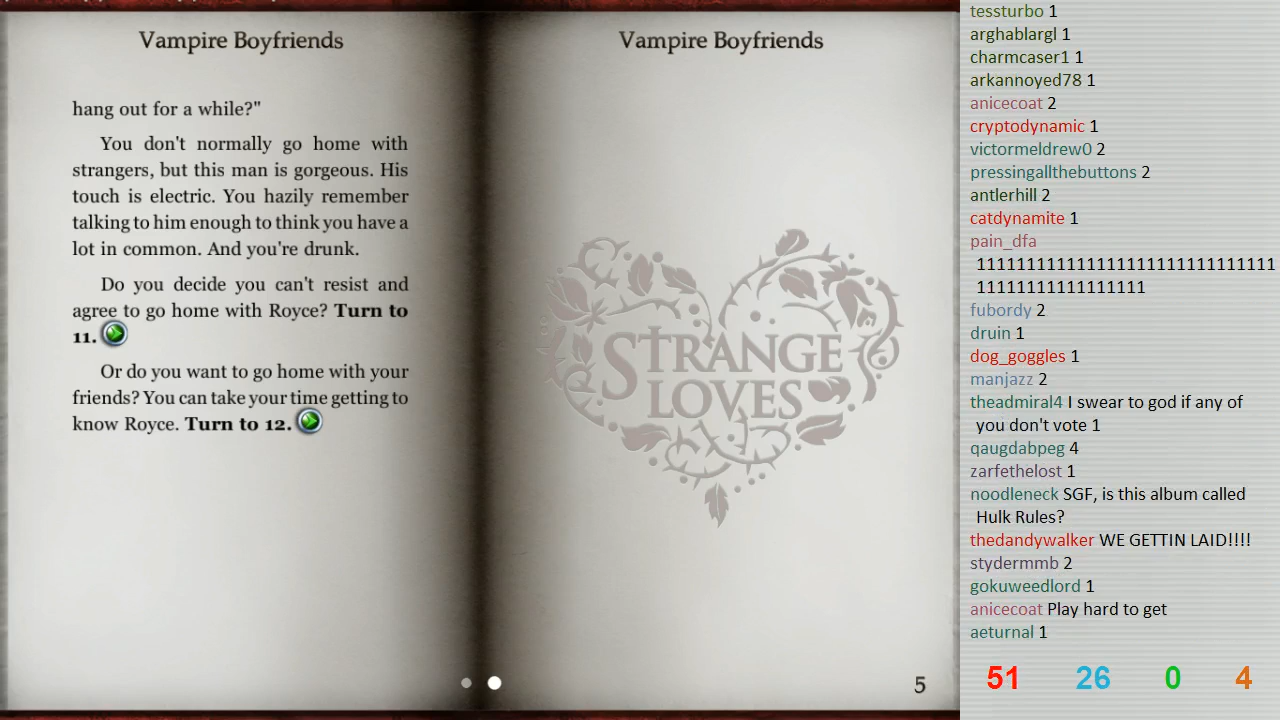 Vampire Boyfriends
hang out for a while?"
You don't normally go home with
strangers, but this man is gorgeous. His
touch is electric. You hazily remember
talking to him enough to think you have a
lot in common. And you're drunk.
Do you decide you can't resist and
agree to go home with Royce? Turn to
11.
Or do you want to go home with your
friends? You can take your time getting to
know Royce. Turn to 12.
Vampire Boyfriends
STRANGE
LOVES
5
tessturbo 1
arghablargl 1
charmcaser1 1
arkannoyed78 1
anicecoat 2
cryptodynamic 1
victormeldrew0 2
pressingallthebuttons 2
antlerhill 2
catdynamite 1
pain_dfa
111111111111111111111111111111
11111111111111111
fubordy 2
druin 1
dog_goggles 1
manjazz 2
theadmiral4 I swear to god if any of
you don't vote 1
qaugdabpeg 4
zarfethelost 1
noodleneck SGF, is this album called
Hulk Rules?
thedandywalker WE GETTIN LAID!!!!
stydermmb 2
gokuweedlord 1
anicecoat Play hard to get
aeturnal 1
51 26 0 4